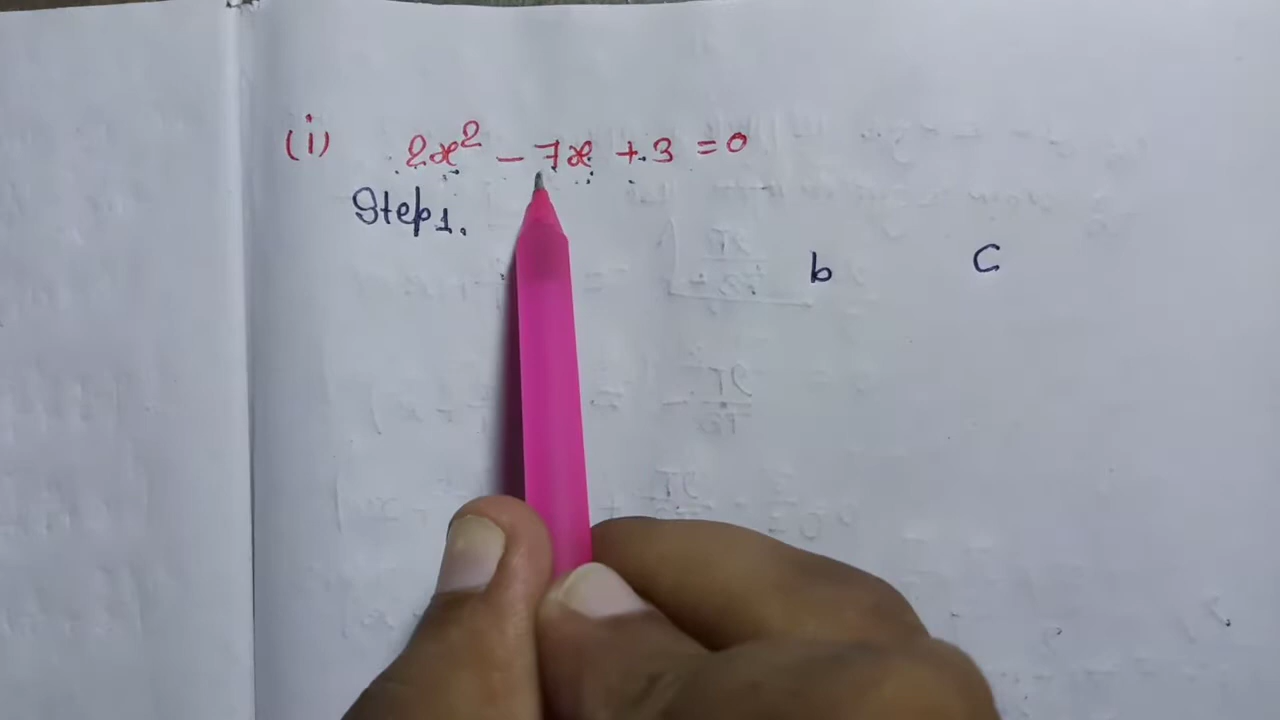 (i) 2x² - 7x + 3 = 0
Step 1.
b c